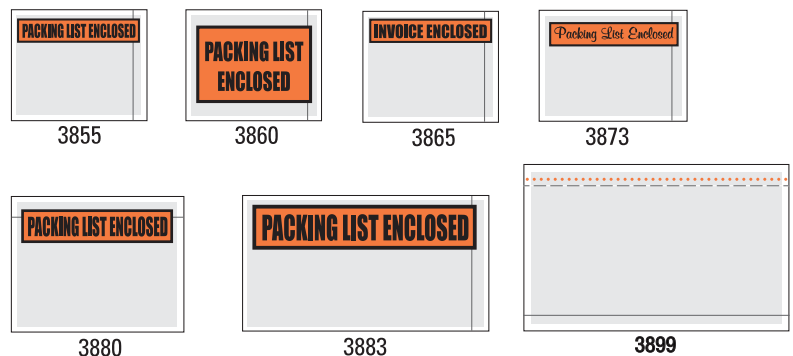 PACKING LIST ENCLOSED
3855
PACKING LIST
ENCLOSED
3860
INVOICE ENCLOSED
3865
Packing List Enclosed
3873
PACKING LIST ENCLOSED
3880
PACKING LIST ENCLOSED
3883
3899